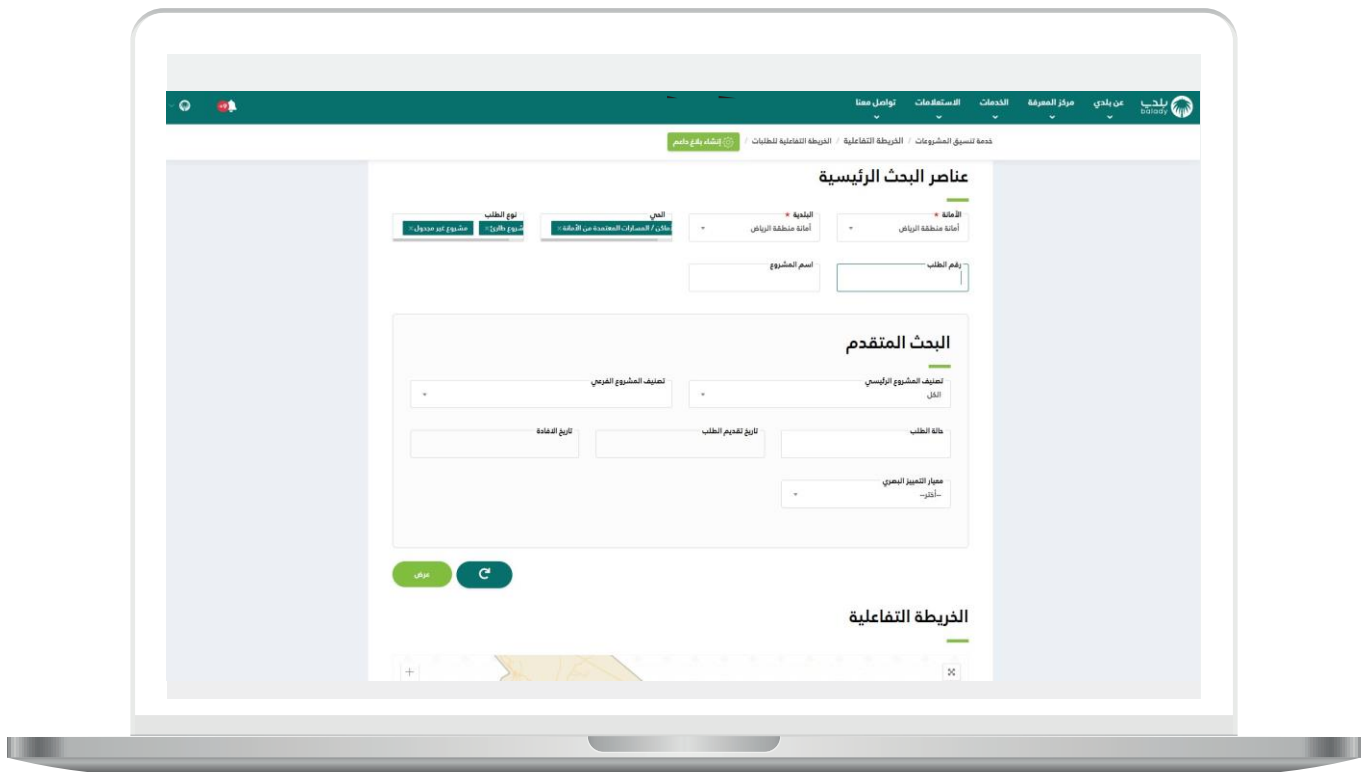 بلدي
balady
عن بلدي
مركز المعرفة
الخدمات
الاستعلامات
تواصل معنا
خدمة تنسيق المشروعات / الخريطة التفاعلية / الخريطة التفاعلية للطلبات /
إنشاء بلاغ داعم
عناصر البحث الرئيسية
الأمانة *
أمانة منطقة الرياض
البلدية *
أمانة منطقة الرياض
الحي
ماكن / المسارات المعتمدة من الأمانة ×
نوع الطلب
شروع طارئ ×
مشروع غير مجدول ×
رقم الطلب
اسم المشروع
البحث المتقدم
تصنيف المشروع الرئيسي
الكل
تصنيف المشروع الفرعي
حالة الطلب
تاريخ تقديم الطلب
تاريخ الافادة
معيار التمييز البصري
--أختر--
عرض
الخريطة التفاعلية
+